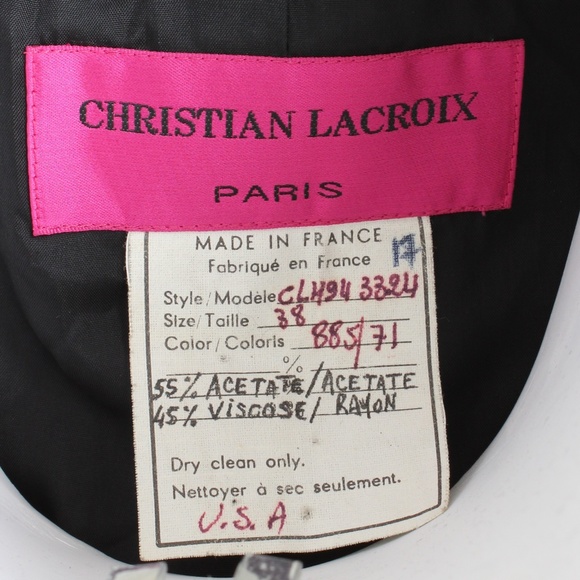 CHRISTIAN LACROIX
PARIS
MADE IN FRANCE
Fabriqué en France
Style/Modèle CL494 3324
Size/Taille 38
Color/Coloris 885/71
%
55% ACETATE/ACETATE
45% VISCOSE/RAYON
Dry clean only.
Nettoyer à sec seulement.
U.S.A